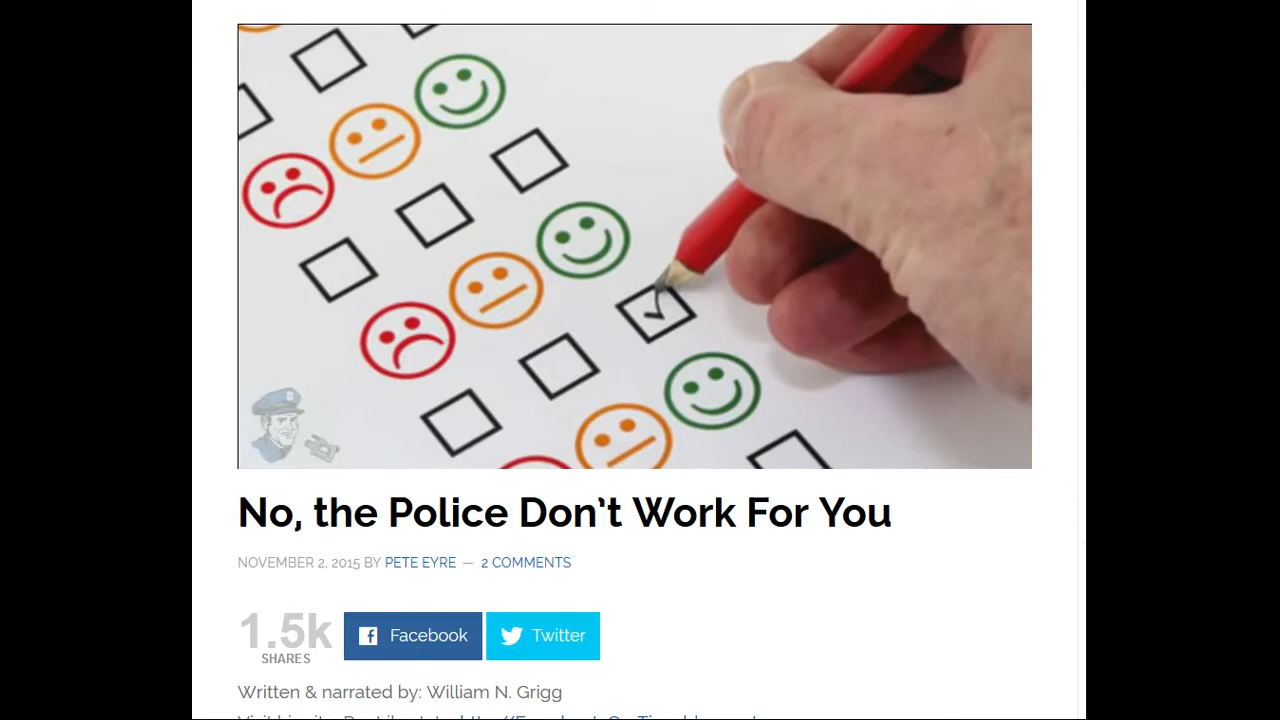 No, the Police Don't Work For You
NOVEMBER 2, 2015 BY PETE EYRE — 2 COMMENTS
1.5k
SHARES
Facebook
Twitter
Written & narrated by: William N. Grigg